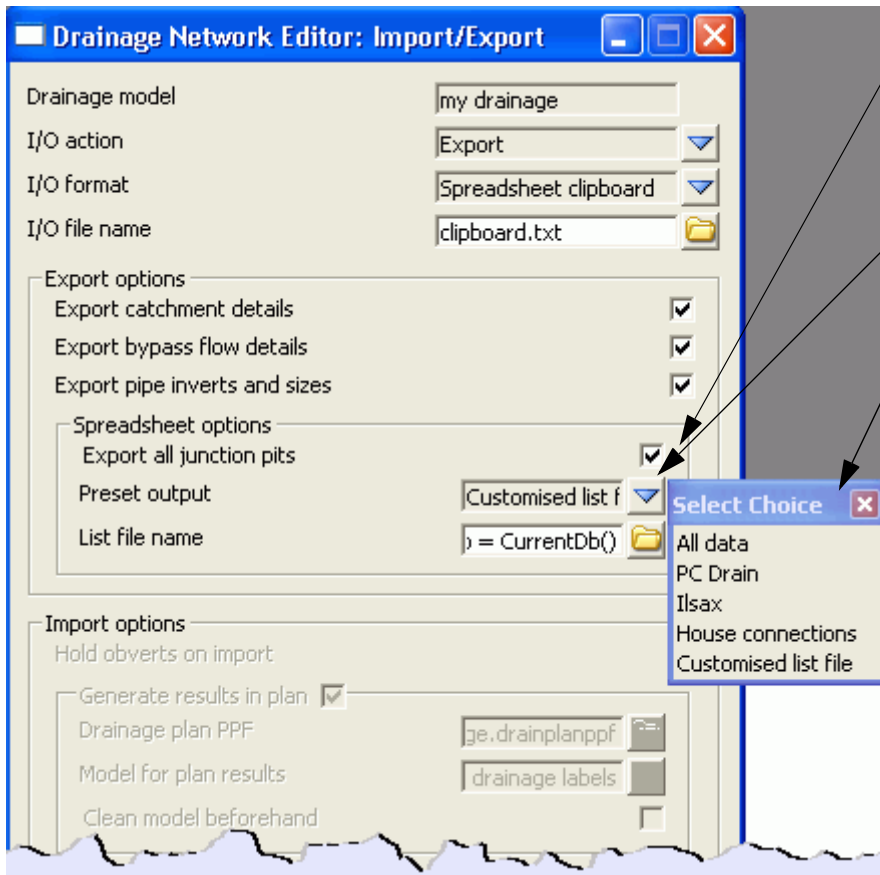 Drainage Network Editor: Import/Export
Drainage model my drainage
I/O action Export
I/O format Spreadsheet clipboard
I/O file name clipboard.txt
Export options
Export catchment details
Export bypass flow details
Export pipe inverts and sizes
Spreadsheet options
Export all junction pits
Preset output Customised list f
List file name = CurrentDb()
Select Choice
All data
PC Drain
Ilsax
House connections
Customised list file
Import options
Hold obverts on import
Generate results in plan
Drainage plan PPF ge.drainplanppf
Model for plan results drainage labels
Clean model beforehand